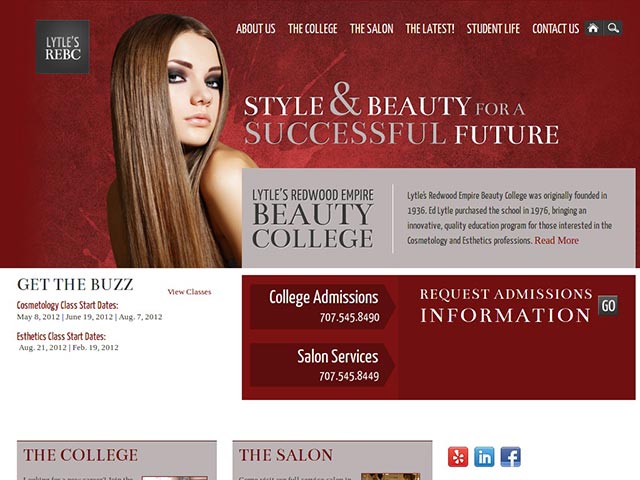 LYTLE'S
REBC
ABOUT US THE COLLEGE THE SALON THE LATEST! STUDENT LIFE CONTACT US
STYLE & BEAUTY FOR A
SUCCESSFUL FUTURE
LYTLE'S REDWOOD EMPIRE
BEAUTY
COLLEGE
Lytle's Redwood Empire Beauty College was originally founded in
1936. Ed Lytle purchased the school in 1976, bringing an
innovative, quality education program for those interested in the
Cosmetology and Esthetics professions. Read More
GET THE BUZZ
View Classes
Cosmetology Class Start Dates:
May 8, 2012 | June 19, 2012 | Aug. 7, 2012
Esthetics Class Start Dates:
Aug. 21, 2012 | Feb. 19, 2012
College Admissions
707.545.8490
Salon Services
707.545.8449
REQUEST ADMISSIONS
INFORMATION GO
THE COLLEGE
THE SALON